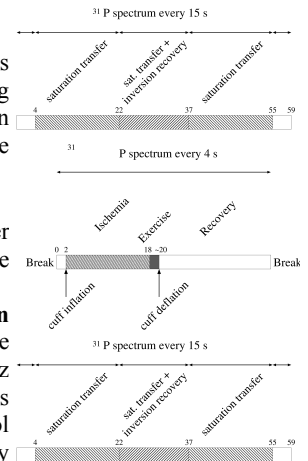 ³¹P spectrum every 15 s
saturation transfer
sat. transfer +
inversion recovery
saturation transfer
4 22 37 55 59
³¹
P spectrum every 4 s
Ischemia
Exercise
Recovery
0 2 18 ~20
Break
Break
cuff inflation
cuff deflation
³¹P spectrum every 15 s
saturation transfer
sat. transfer +
inversion recovery
saturation transfer
4 22 37 55 59